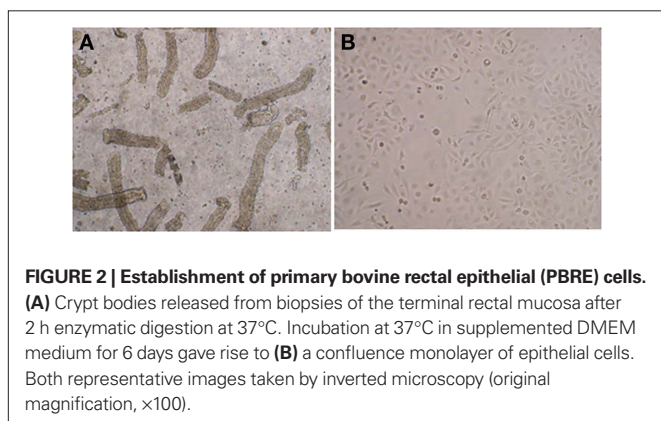 A B
FIGURE 2 | Establishment of primary bovine rectal epithelial (PBRE) cells.
(A) Crypt bodies released from biopsies of the terminal rectal mucosa after
2 h enzymatic digestion at 37°C. Incubation at 37°C in supplemented DMEM
medium for 6 days gave rise to (B) a confluence monolayer of epithelial cells.
Both representative images taken by inverted microscopy (original
magnification, ×100).